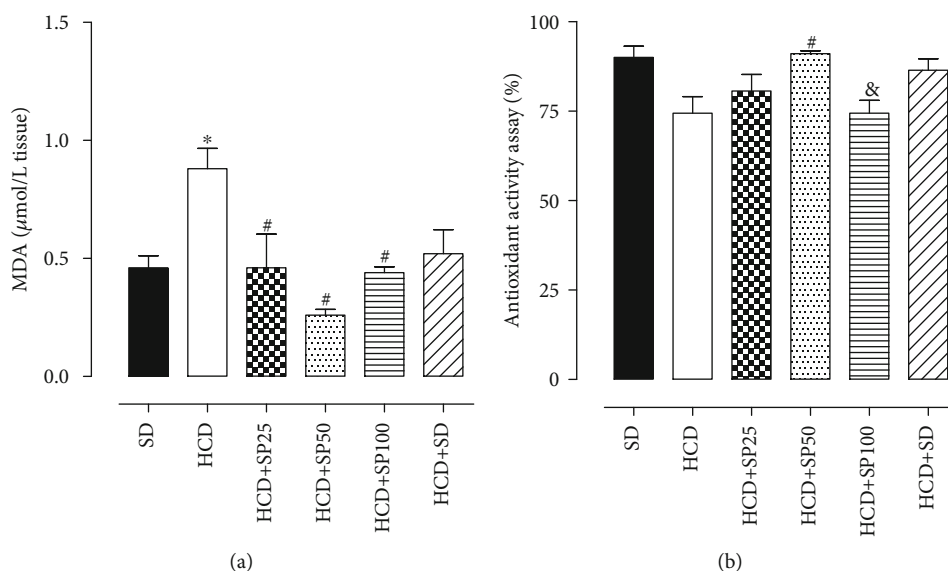 1.5
1.0
0.5
0.0
MDA (μmol/L tissue)
*
#
#
#
SD
HCD
HCD+SP25
HCD+SP50
HCD+SP100
HCD+SD
(a)
100
75
50
25
0
Antioxidant activity assay (%)
#
&
SD
HCD
HCD+SP25
HCD+SP50
HCD+SP100
HCD+SD
(b)